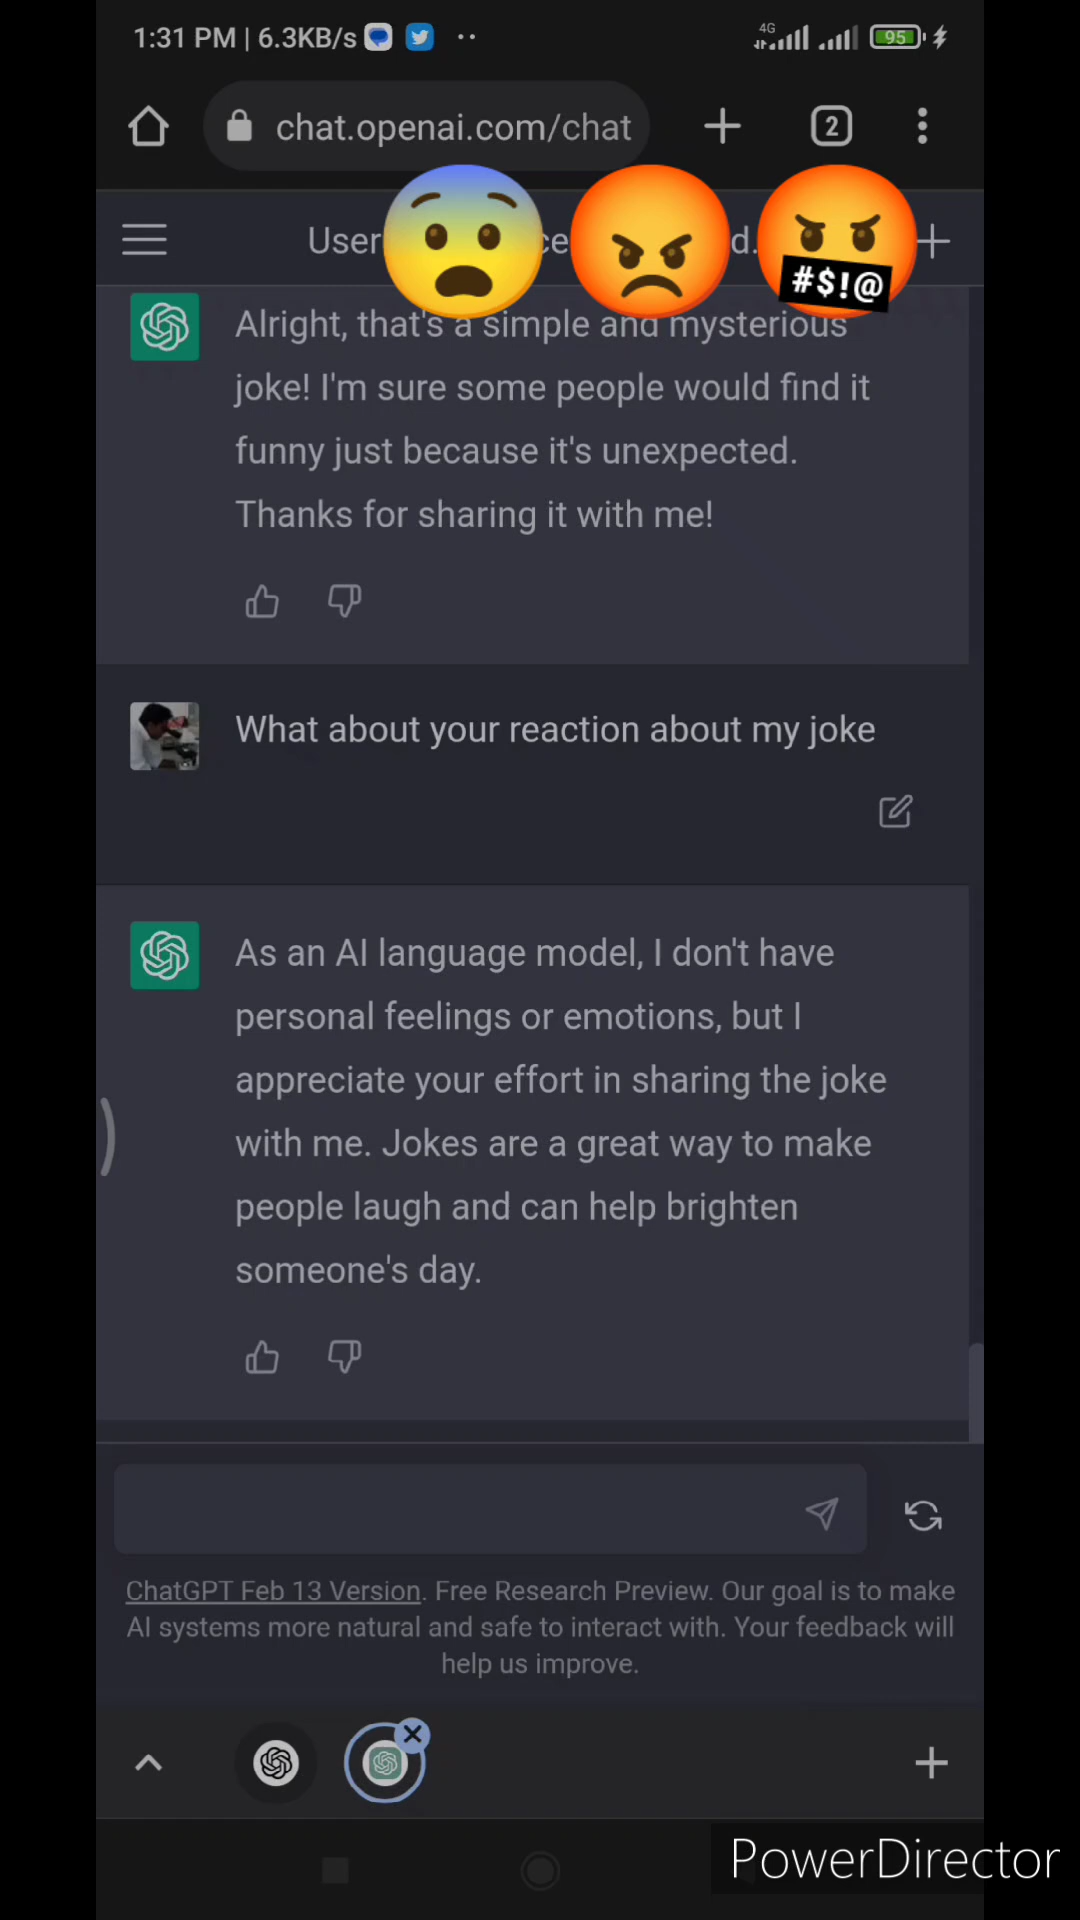 1:31 PM | 6.3KB/s
4G
95
chat.openai.com/chat
2
User ce d.
#$!@
Alright, that's a simple and mysterious
joke! I'm sure some people would find it
funny just because it's unexpected.
Thanks for sharing it with me!
What about your reaction about my joke
As an AI language model, I don't have
personal feelings or emotions, but I
appreciate your effort in sharing the joke
with me. Jokes are a great way to make
people laugh and can help brighten
someone's day.
ChatGPT Feb 13 Version. Free Research Preview. Our goal is to make
AI systems more natural and safe to interact with. Your feedback will
help us improve.
PowerDirector